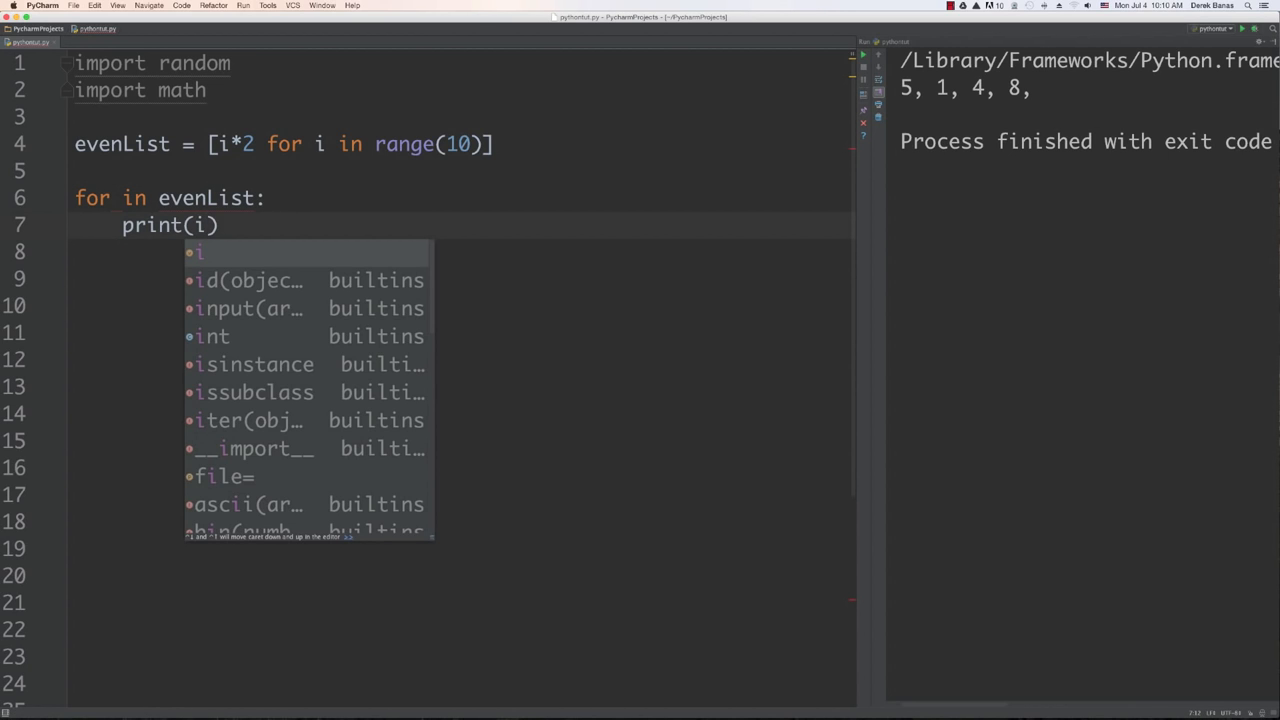 PyCharm File Edit View Navigate Code Refactor Run Tools VCS Window Help 10 Mon Jul 4 10:10 AM Derek Banas
pythontut.py - PycharmProjects - [~/PycharmProjects]
PycharmProjects pythontut.py pythontut
pythontut.py Run: pythontut
1 import random
2 import math
3
4 evenList = [i*2 for i in range(10)]
5
6 for in evenList:
7 print(i)
8
9
10
11
12
13
14
15
16
17
18
19
20
21
22
23
24
i
id(objec… builtins
input(ar… builtins
int builtins
isinstance builti…
issubclass builti…
iter(obj… builtins
__import__ builti…
file=
ascii(ar… builtins
bin(numb… builtins
^↓ and ^↑ will move caret down and up in the editor >>
/Library/Frameworks/Python.frame
5, 1, 4, 8,
Process finished with exit code
7:12 LF÷ UTF-8÷